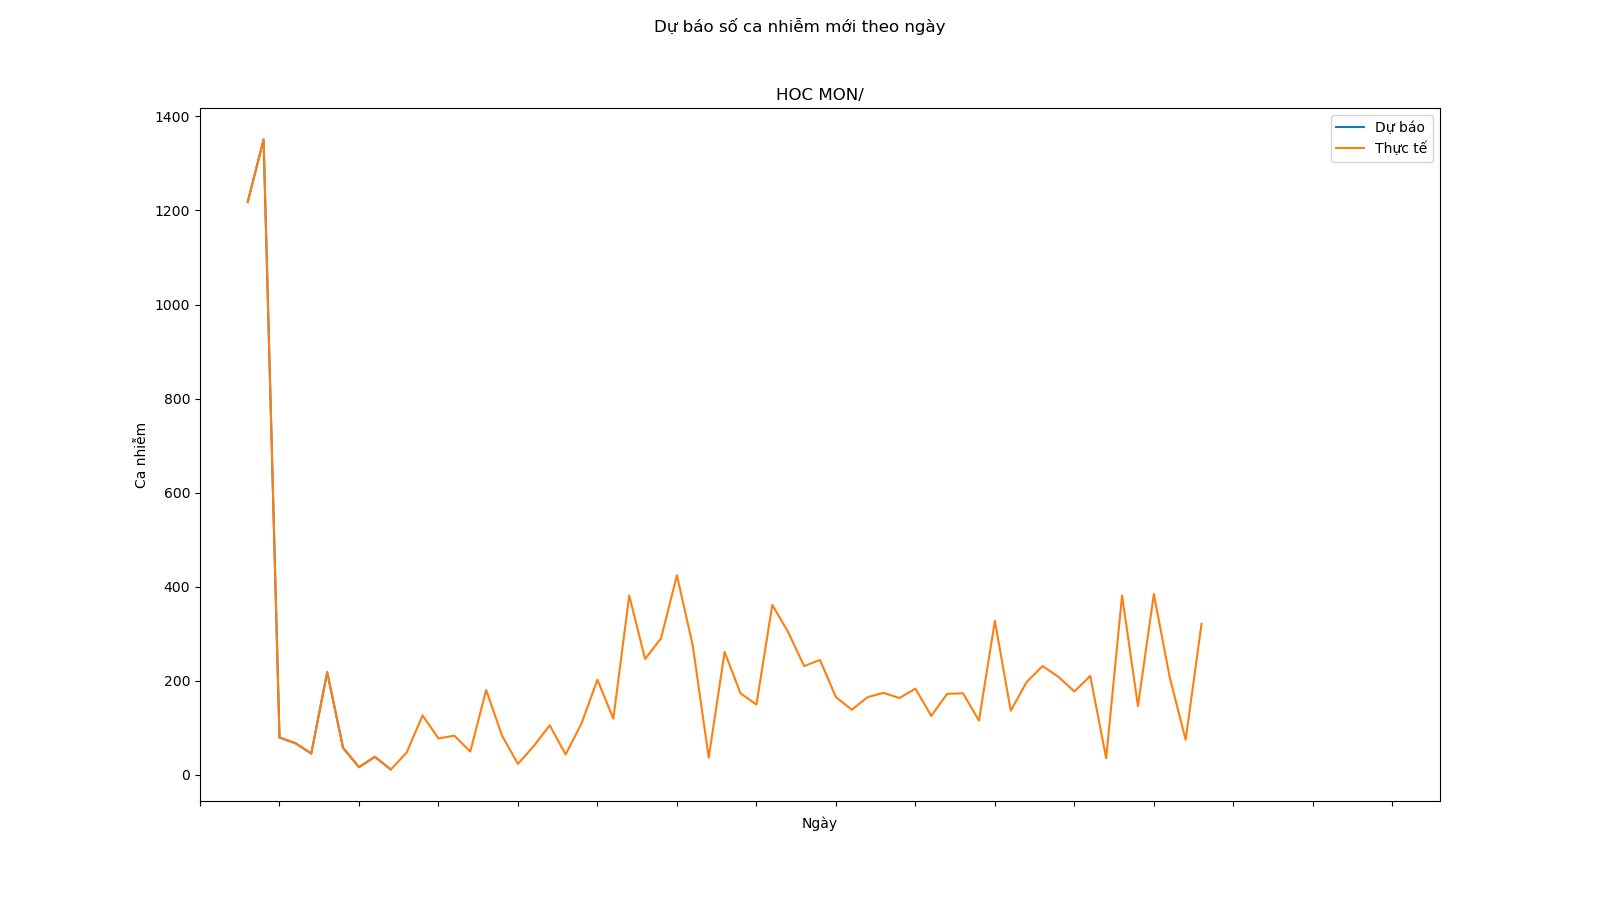 Dự báo số ca nhiễm mới theo ngày
HOC MON/
1400
1200
1000
800
600
400
200
0
Ca nhiễm
Ngày
Dự báo
Thực tế